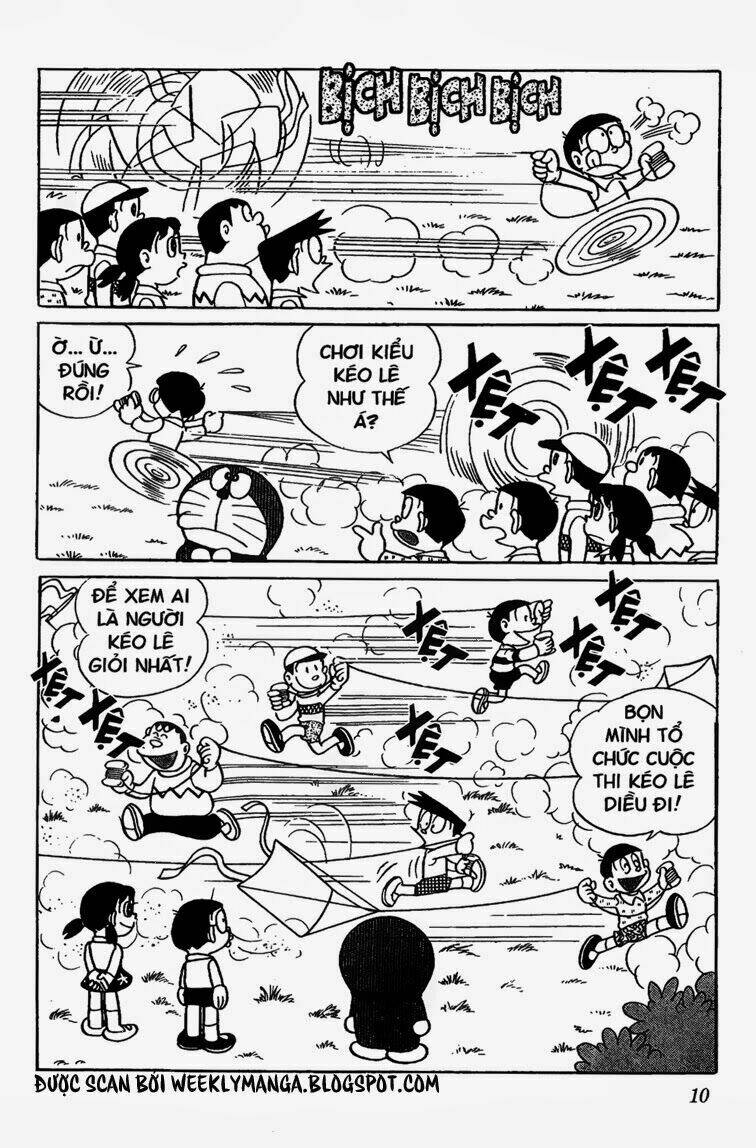 BỊCH BỊCH BỊCH
Ờ... Ừ...
ĐÚNG
RỒI!
CHƠI KIỂU
KÉO LÊ
NHƯ THẾ
Á?
XỆT
XỆT
XỆT
ĐỂ XEM AI
LÀ NGƯỜI
KÉO LÊ
GIỎI NHẤT!
XỆT
XỆT
XỆT
XỆT
XỆT
XỆT
BỌN
MÌNH TỔ
CHỨC CUỘC
THI KÉO LÊ
DIỀU ĐI!
ĐƯỢC SCAN BỞI WEEKLYMANGA.BLOGSPOT.COM
10